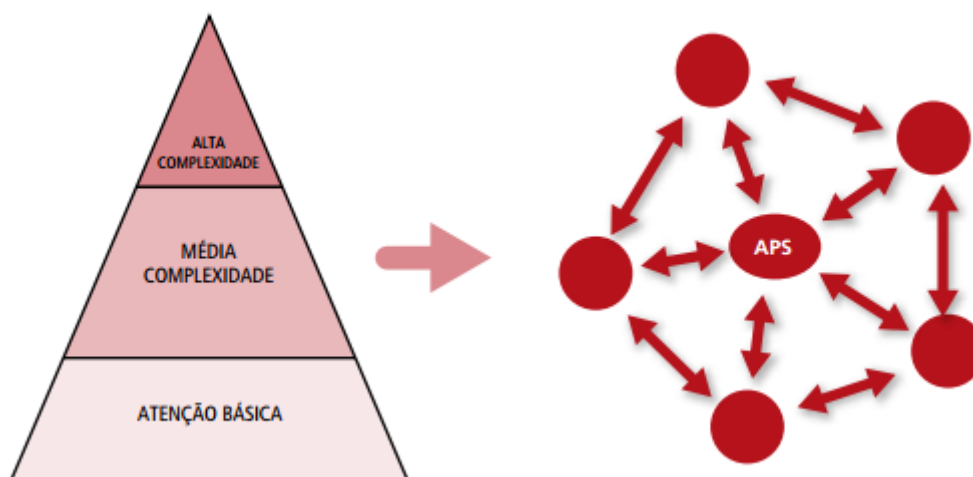 ALTA
COMPLEXIDADE
MÉDIA
COMPLEXIDADE
ATENÇÃO BÁSICA
APS